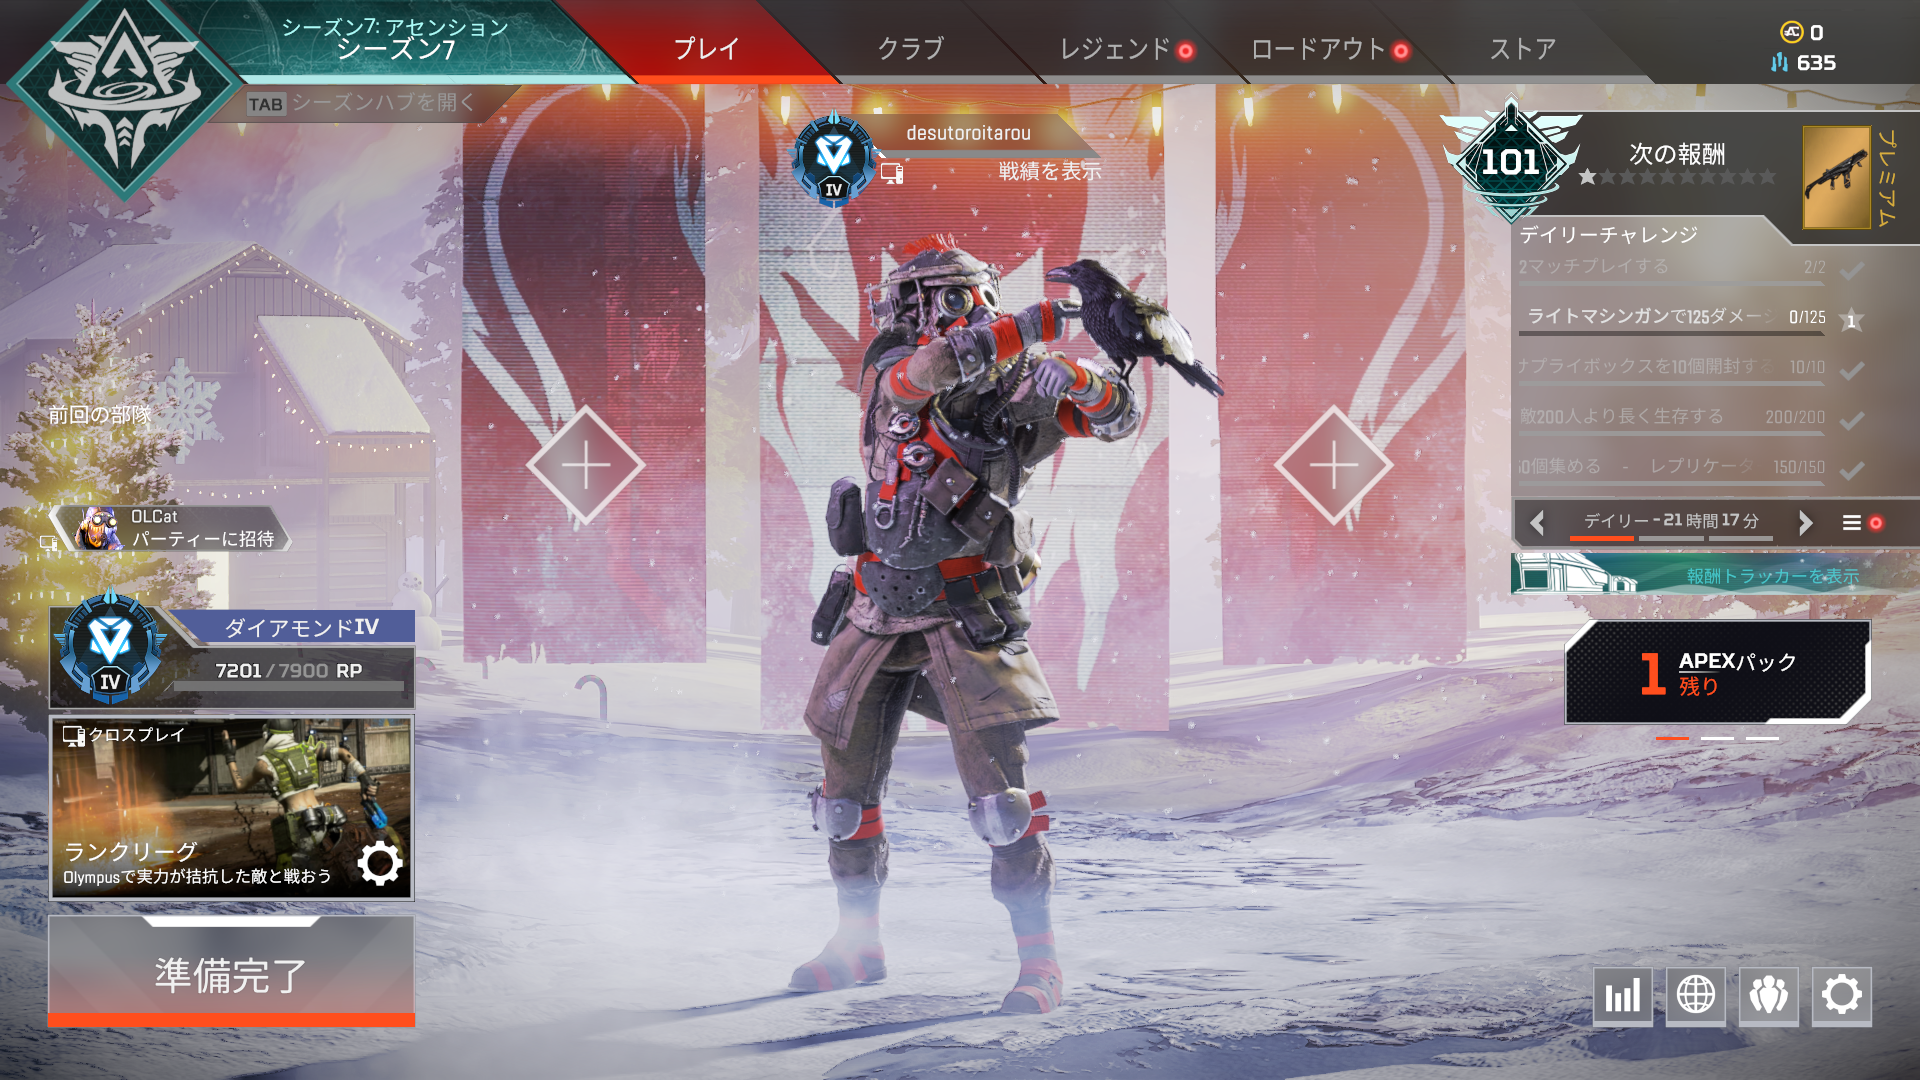 シーズン7: アセンション
シーズン7
プレイ
クラブ
レジェンド
ロードアウト
ストア
0
635
TAB シーズンハブを開く
desutoroitarou
戦績を表示
IV
101
次の報酬
プレミアム
デイリーチャレンジ
2マッチプレイする 2/2
ライトマシンガンで125ダメー 0/125
1
サプライボックスを10個開封する 10/10
敵200人より長く生存する 200/200
50個集める - レプリケータ 150/150
デイリー - 21 時間 17 分
報酬トラッカーを表示
1 APEXパック
残り
前回の部隊
OLCat
パーティーに招待
ダイアモンドIV
7201 / 7900 RP
IV
クロスプレイ
ランクリーグ
Olympusで実力が拮抗した敵と戦おう
準備完了